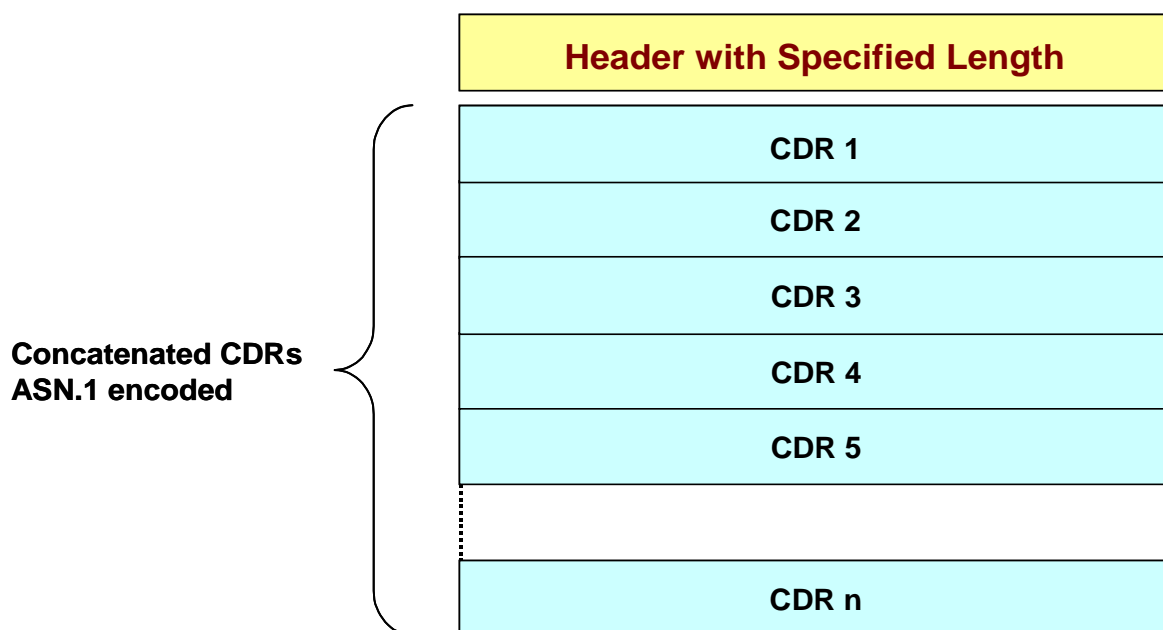 Header with Specified Length
CDR 1
CDR 2
CDR 3
Concatenated CDRs
ASN.1 encoded
CDR 4
CDR 5
CDR n